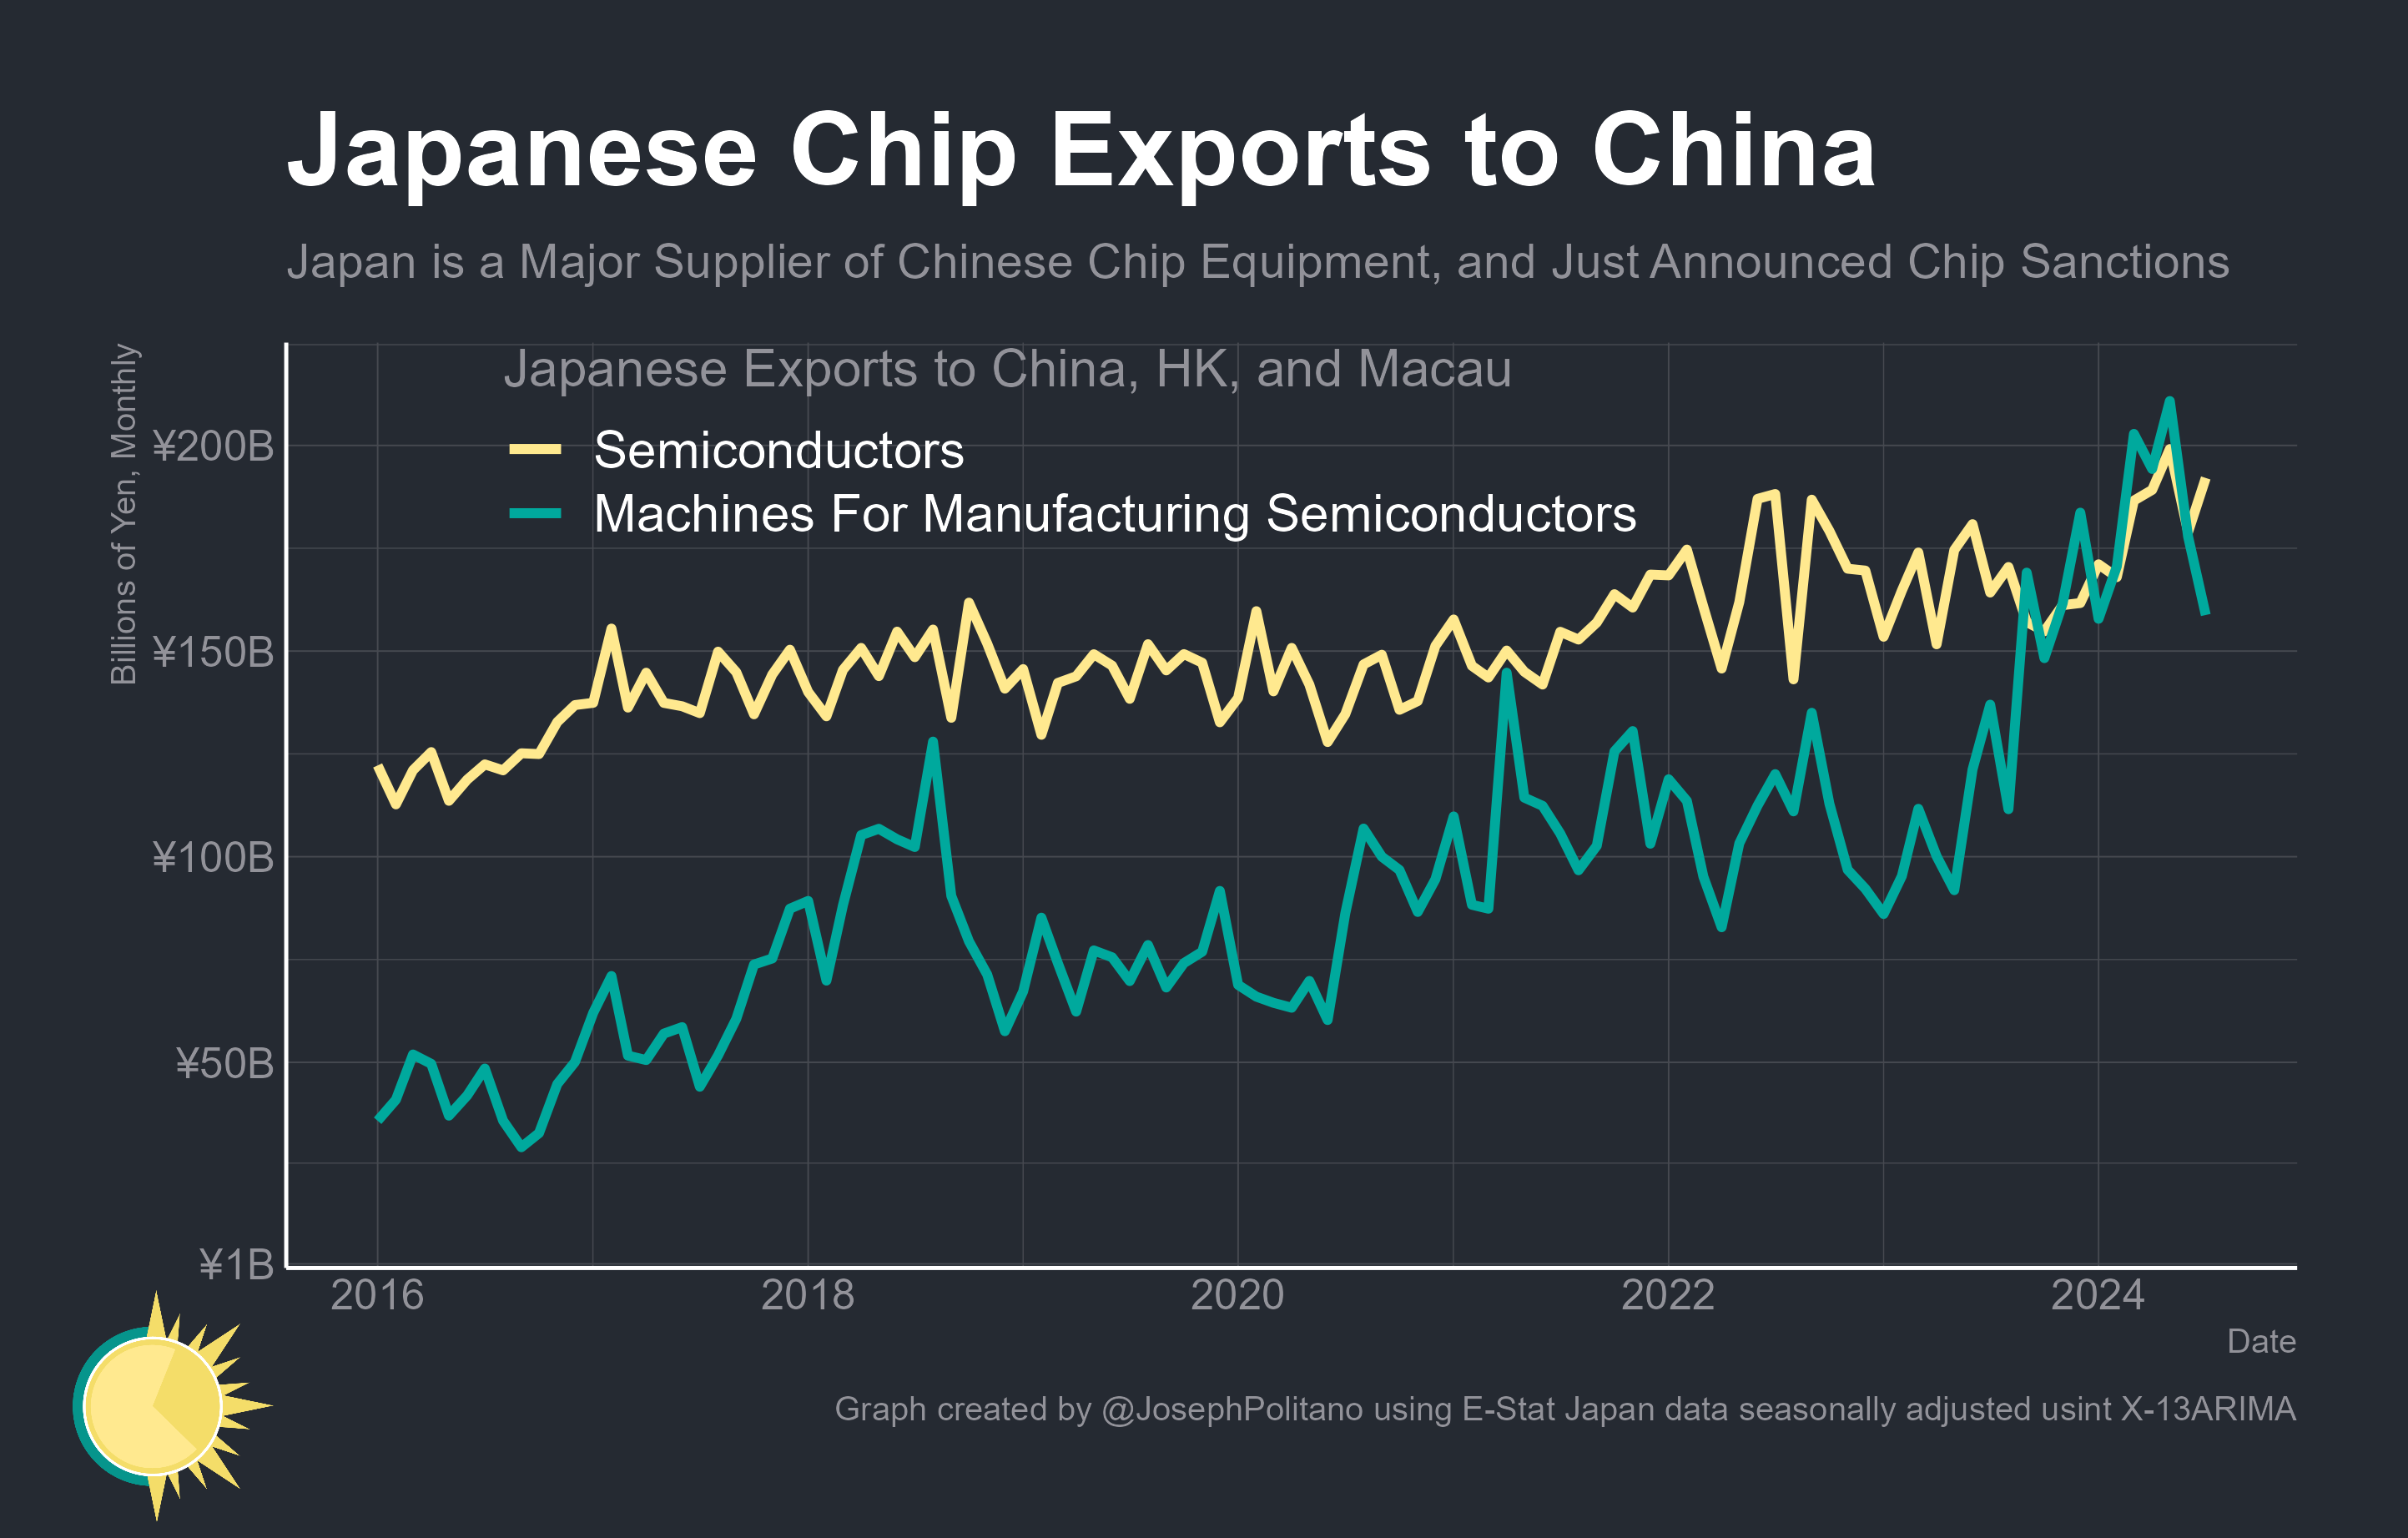 Japanese Chip Exports to China
Japan is a Major Supplier of Chinese Chip Equipment, and Just Announced Chip Sanctions
Billions of Yen, Monthly
Japanese Exports to China, HK, and Macau
Semiconductors
Machines For Manufacturing Semiconductors
¥200B
¥150B
¥100B
¥50B
¥1B
2016 2018 2020 2022 2024
Date
Graph created by @JosephPolitano using E-Stat Japan data seasonally adjusted usint X-13ARIMA